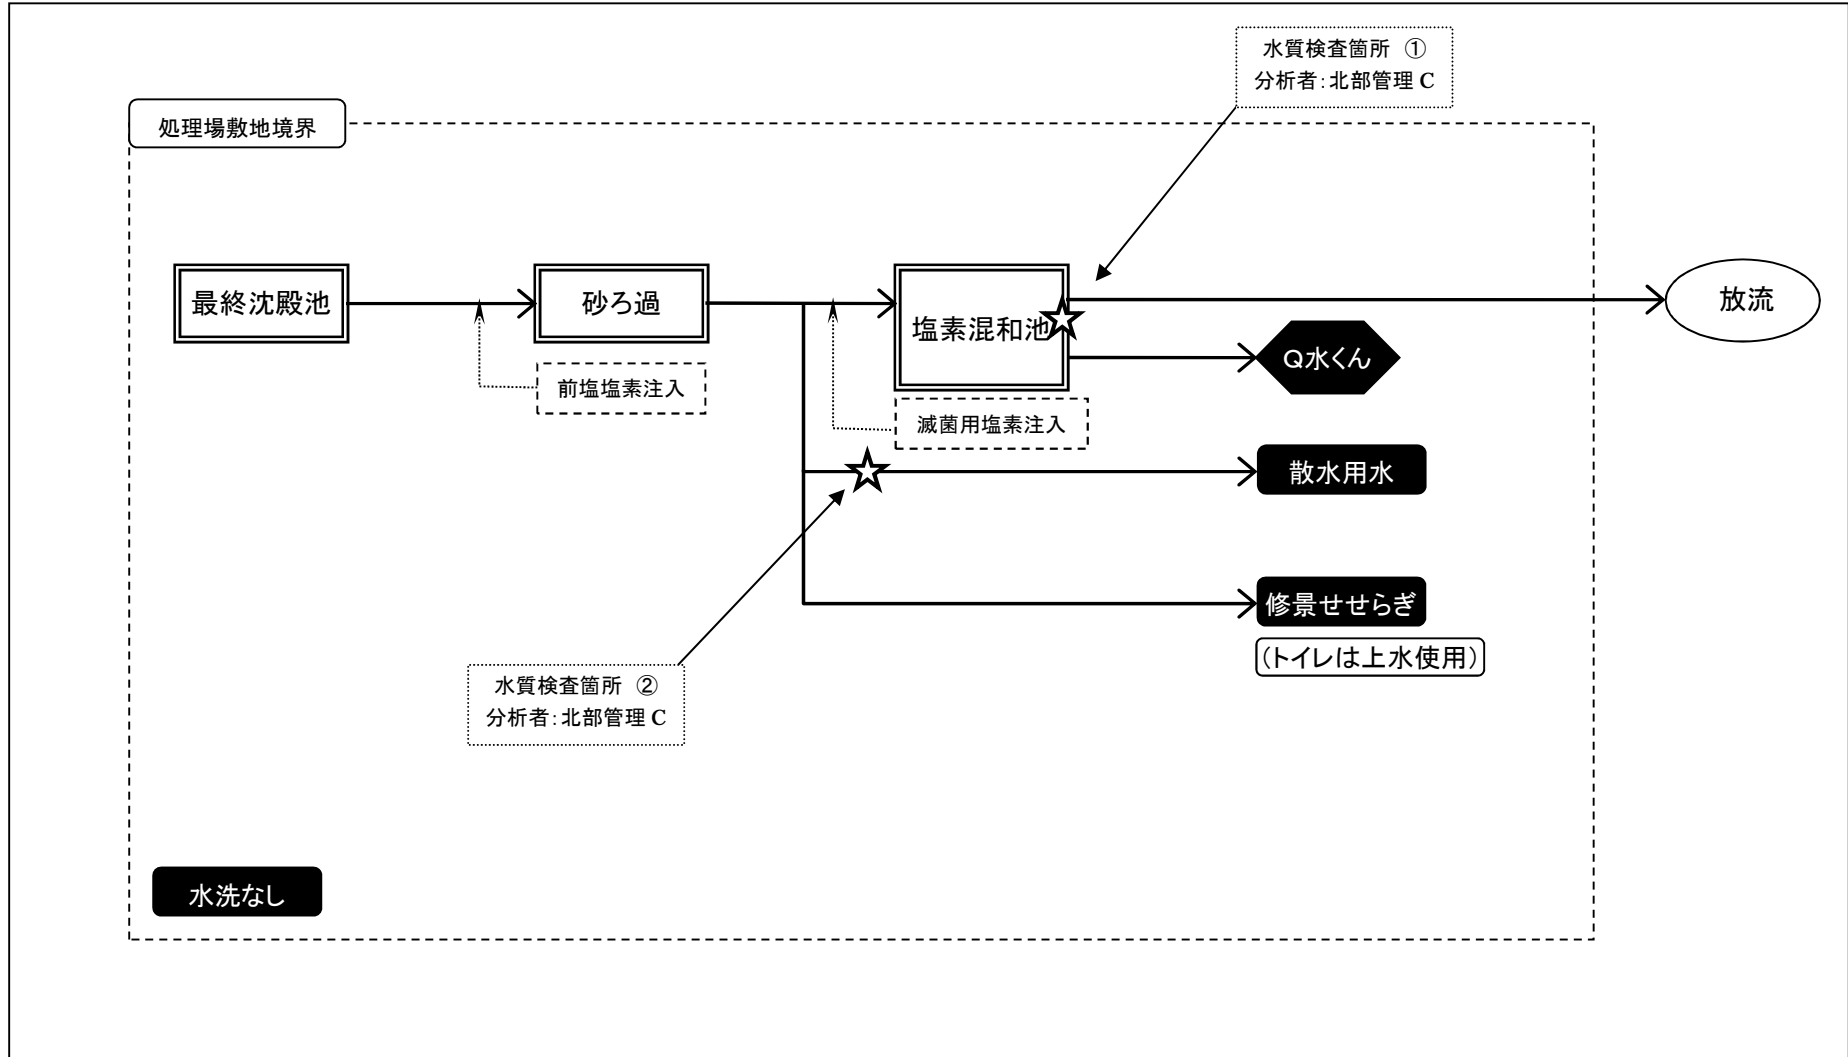 水質検査箇所 ①
分析者:北部管理 C
処理場敷地境界
最終沈殿池
砂ろ過
塩素混和池
放流
Q水くん
前塩塩素注入
滅菌用塩素注入
散水用水
修景せせらぎ
(トイレは上水使用)
水質検査箇所 ②
分析者:北部管理 C
水洗なし